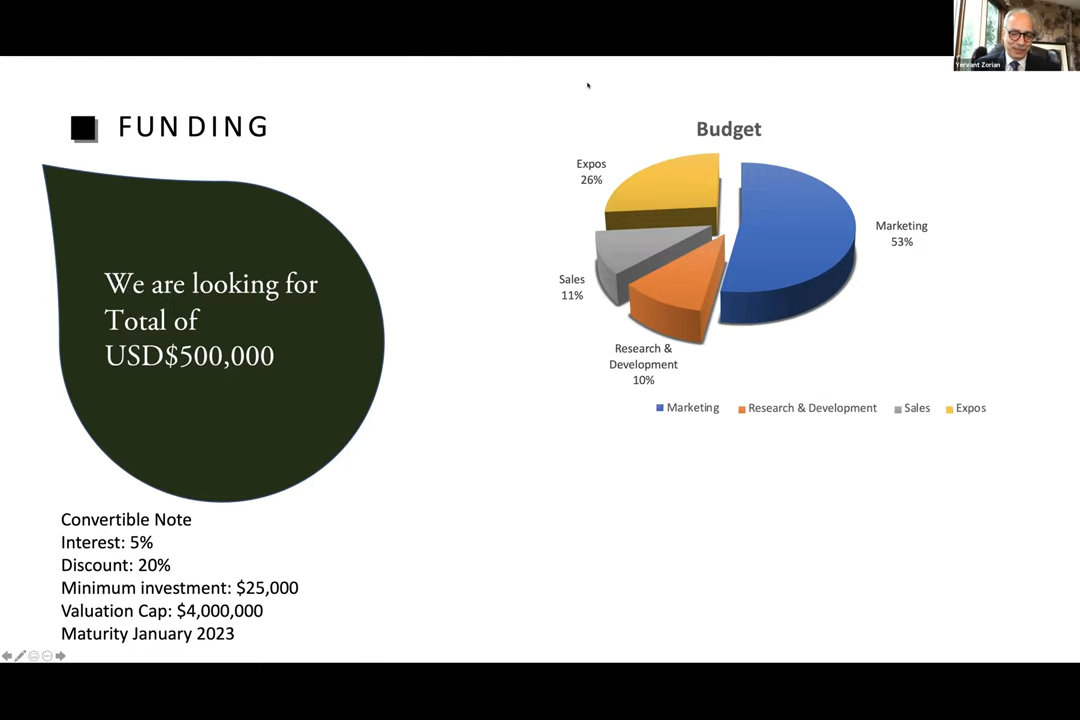 Yervant Zorian
FUNDING
We are looking for
Total of
USD$500,000
Convertible Note
Interest: 5%
Discount: 20%
Minimum investment: $25,000
Valuation Cap: $4,000,000
Maturity January 2023
Budget
Expos
26%
Marketing
53%
Sales
11%
Research &
Development
10%
Marketing
Research & Development
Sales
Expos